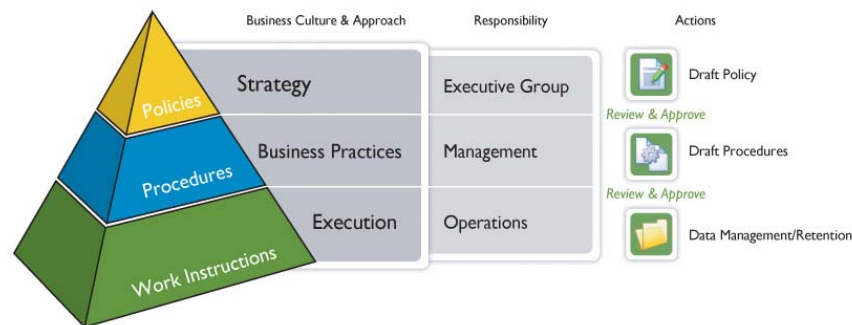 Business Culture & Approach
Responsibility
Actions
Policies
Strategy
Executive Group
Draft Policy
Review & Approve
Procedures
Business Practices
Management
Draft Procedures
Review & Approve
Work Instructions
Execution
Operations
Data Management/Retention